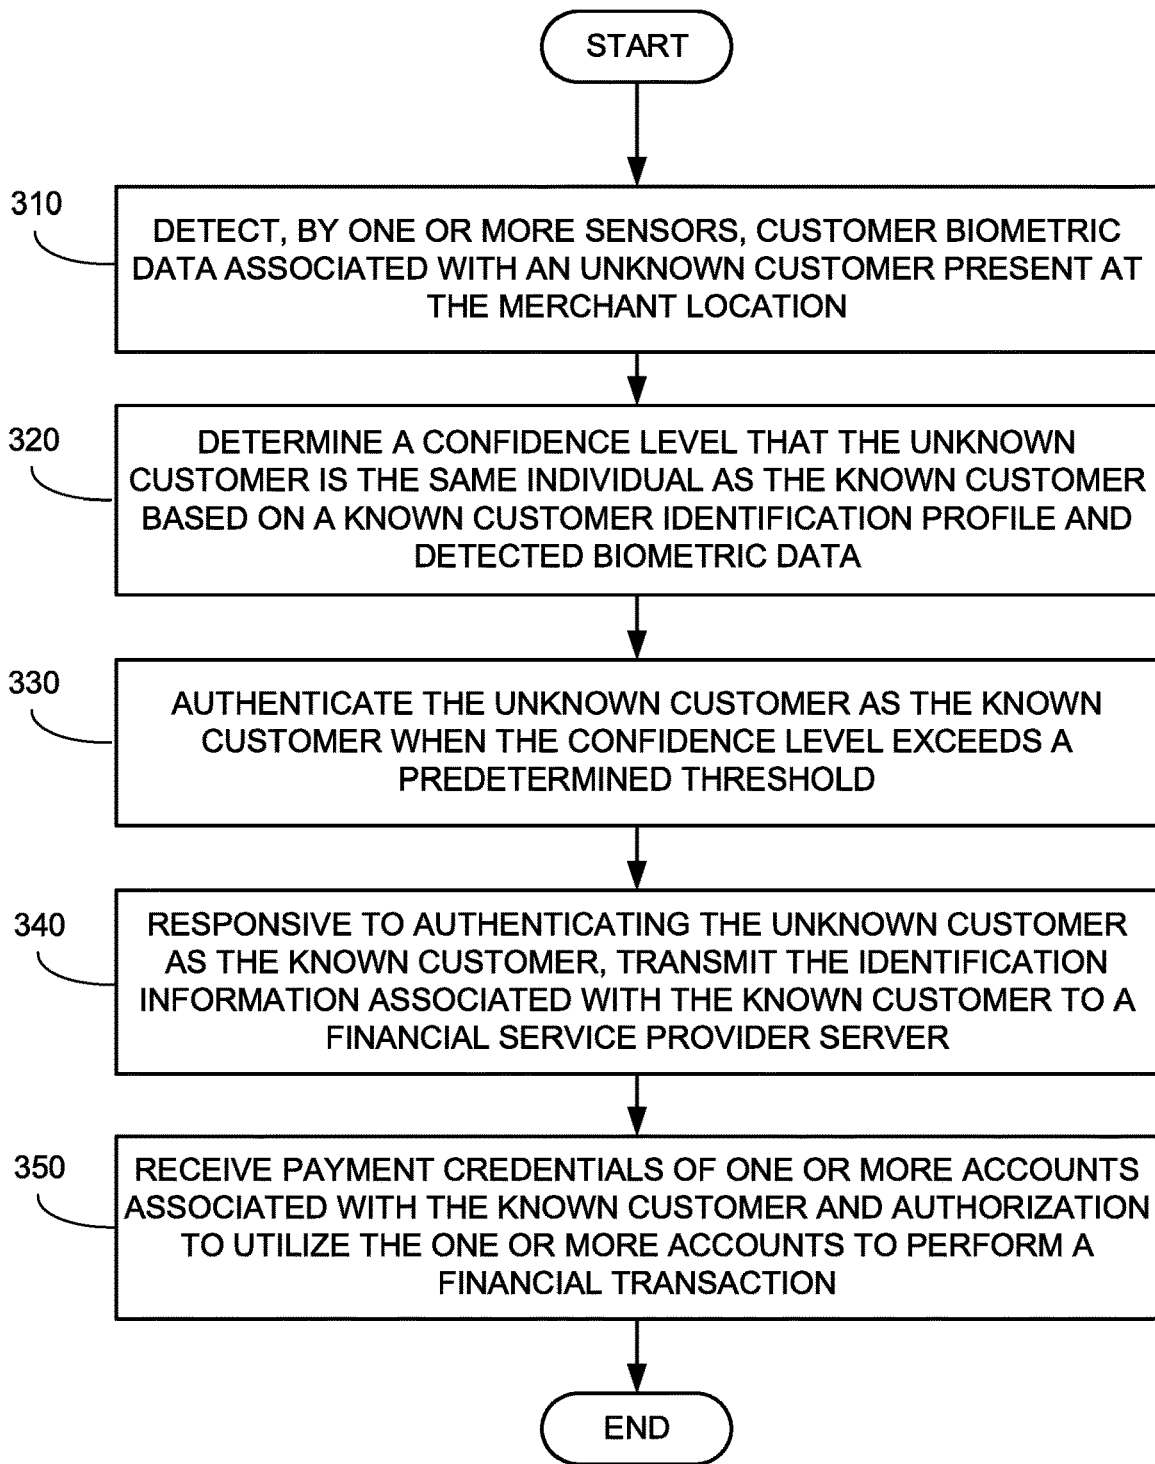 START
310
DETECT, BY ONE OR MORE SENSORS, CUSTOMER BIOMETRIC
DATA ASSOCIATED WITH AN UNKNOWN CUSTOMER PRESENT AT
THE MERCHANT LOCATION
320
DETERMINE A CONFIDENCE LEVEL THAT THE UNKNOWN
CUSTOMER IS THE SAME INDIVIDUAL AS THE KNOWN CUSTOMER
BASED ON A KNOWN CUSTOMER IDENTIFICATION PROFILE AND
DETECTED BIOMETRIC DATA
330
AUTHENTICATE THE UNKNOWN CUSTOMER AS THE KNOWN
CUSTOMER WHEN THE CONFIDENCE LEVEL EXCEEDS A
PREDETERMINED THRESHOLD
340
RESPONSIVE TO AUTHENTICATING THE UNKNOWN CUSTOMER
AS THE KNOWN CUSTOMER, TRANSMIT THE IDENTIFICATION
INFORMATION ASSOCIATED WITH THE KNOWN CUSTOMER TO A
FINANCIAL SERVICE PROVIDER SERVER
350
RECEIVE PAYMENT CREDENTIALS OF ONE OR MORE ACCOUNTS
ASSOCIATED WITH THE KNOWN CUSTOMER AND AUTHORIZATION
TO UTILIZE THE ONE OR MORE ACCOUNTS TO PERFORM A
FINANCIAL TRANSACTION
END